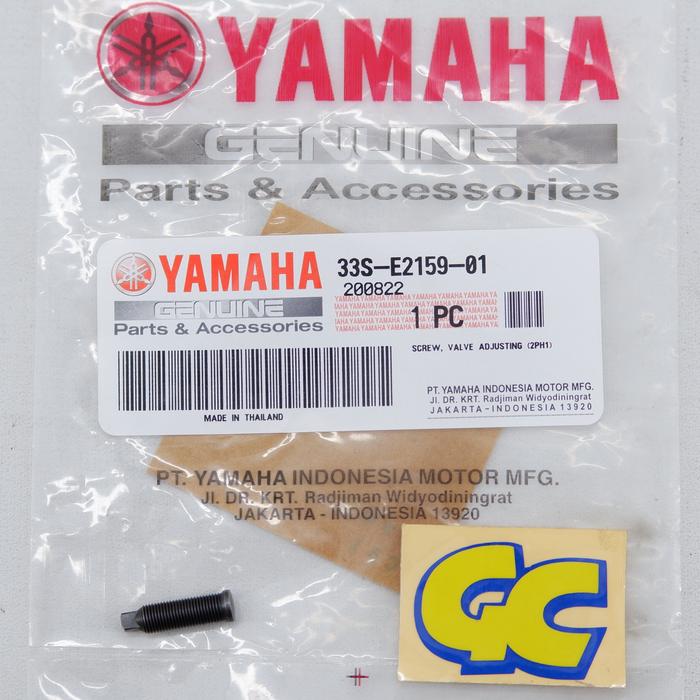 YAMAHA
GENUINE
Parts & Accessories
YAMAHA
GENUINE
Parts & Accessories
33S-E2159-01
200822
1 PC
SCREW, VALVE ADJUSTING (2PH1)
MADE IN THAILAND
PT. YAMAHA INDONESIA MOTOR MFG.
Jl. DR. KRT. Radjiman Widyodiningrat
JAKARTA-INDONESIA 13920
PT. YAMAHA INDONESIA MOTOR MFG.
Jl. DR. KRT. Radjiman Widyodiningrat
JAKARTA - INDONESIA 13920
GC